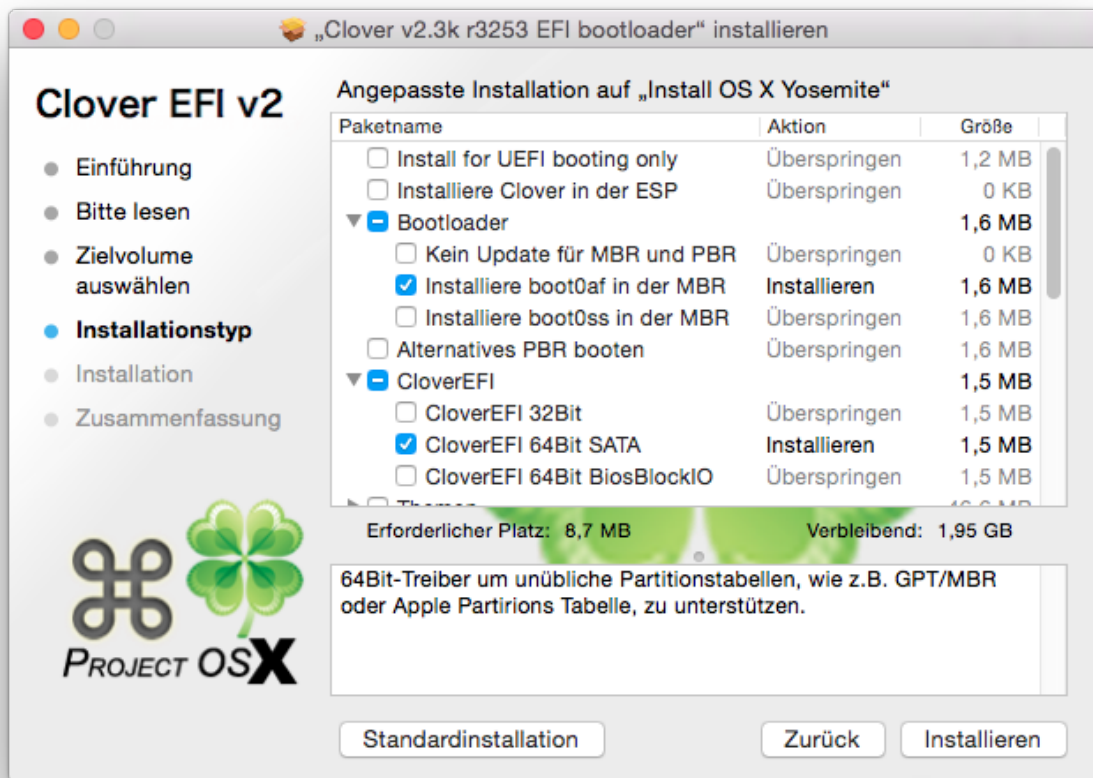 „Clover v2.3k r3253 EFI bootloader“ installieren
Clover EFI v2
Einführung
Bitte lesen
Zielvolume
auswählen
Installationstyp
Installation
Zusammenfassung
PROJECT OSX
Angepasste Installation auf „Install OS X Yosemite“
Paketname Aktion Größe
Install for UEFI booting only Überspringen 1,2 MB
Installiere Clover in der ESP Überspringen 0 KB
Bootloader 1,6 MB
Kein Update für MBR und PBR Überspringen 0 KB
Installiere boot0af in der MBR Installieren 1,6 MB
Installiere boot0ss in der MBR Überspringen 1,6 MB
Alternatives PBR booten Überspringen 1,6 MB
CloverEFI 1,5 MB
CloverEFI 32Bit Überspringen 1,5 MB
CloverEFI 64Bit SATA Installieren 1,5 MB
CloverEFI 64Bit BiosBlockIO Überspringen 1,5 MB
Erforderlicher Platz: 8,7 MB Verbleibend: 1,95 GB
64Bit-Treiber um unübliche Partitionstabellen, wie z.B. GPT/MBR
oder Apple Partirions Tabelle, zu unterstützen.
Standardinstallation Zurück Installieren